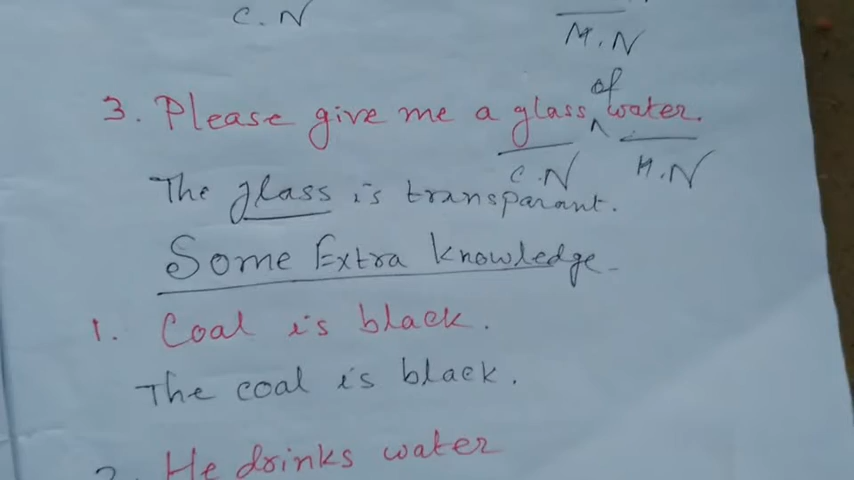 C.N M.N
3. Please give me a glass of water.
C.N M.N
The glass is transparant.
Some Extra Knowledge
1. Coal is black.
The coal is black.
2. He drinks water